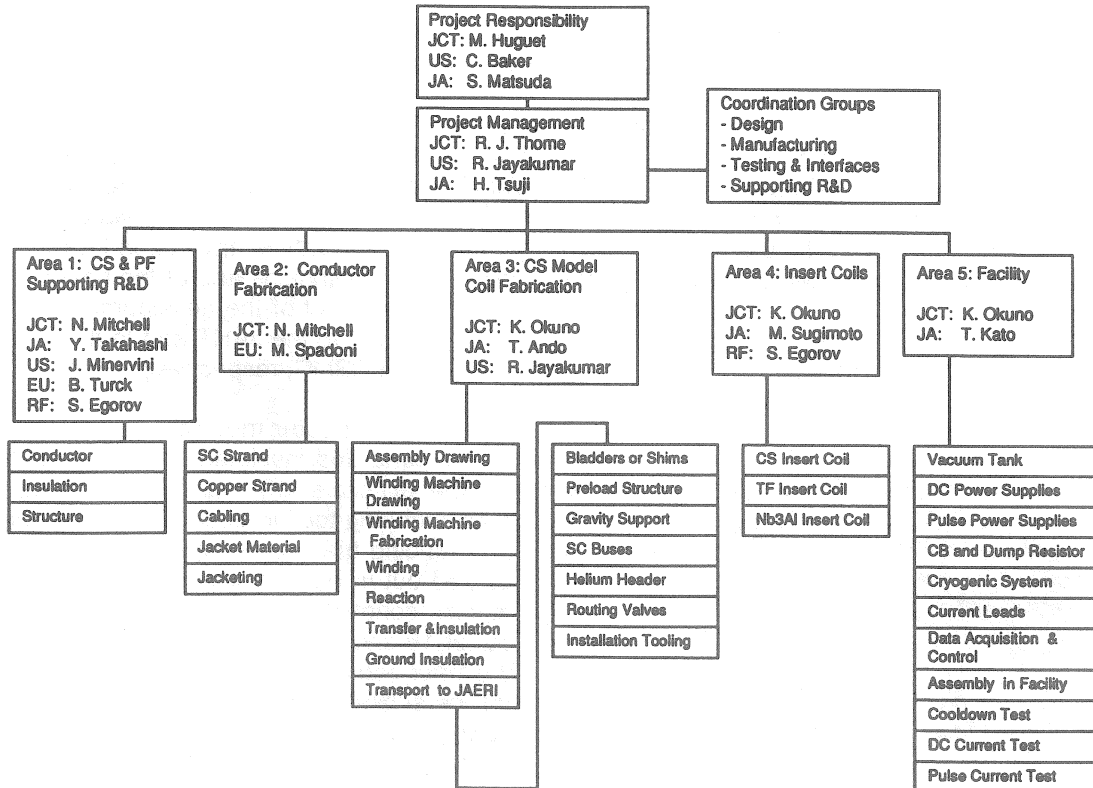 Project Responsibility
JCT: M. Huguet
US: C. Baker
JA: S. Matsuda
Project Management
JCT: R. J. Thome
US: R. Jayakumar
JA: H. Tsuji
Coordination Groups
- Design
- Manufacturing
- Testing & Interfaces
- Supporting R&D
Area 1: CS & PF
Supporting R&D
JCT: N. Mitchell
JA: Y. Takahashi
US: J. Minervini
EU: B. Turck
RF: S. Egorov
Area 2: Conductor
Fabrication
JCT: N. Mitchell
EU: M. Spadoni
Area 3: CS Model
Coil Fabrication
JCT: K. Okuno
JA: T. Ando
US: R. Jayakumar
Area 4: Insert Coils
JCT: K. Okuno
JA: M. Sugimoto
RF: S. Egorov
Area 5: Facility
JCT: K. Okuno
JA: T. Kato
Conductor
Insulation
Structure
SC Strand
Copper Strand
Cabling
Jacket Material
Jacketing
Assembly Drawing
Winding Machine
Drawing
Winding Machine
Fabrication
Winding
Reaction
Transfer &Insulation
Ground Insulation
Transport to JAERI
Bladders or Shims
Preload Structure
Gravity Support
SC Buses
Helium Header
Routing Valves
Installation Tooling
CS Insert Coil
TF Insert Coil
Nb3Al Insert Coil
Vacuum Tank
DC Power Supplies
Pulse Power Supplies
CB and Dump Resistor
Cryogenic System
Current Leads
Data Acquisition &
Control
Assembly in Facility
Cooldown Test
DC Current Test
Pulse Current Test